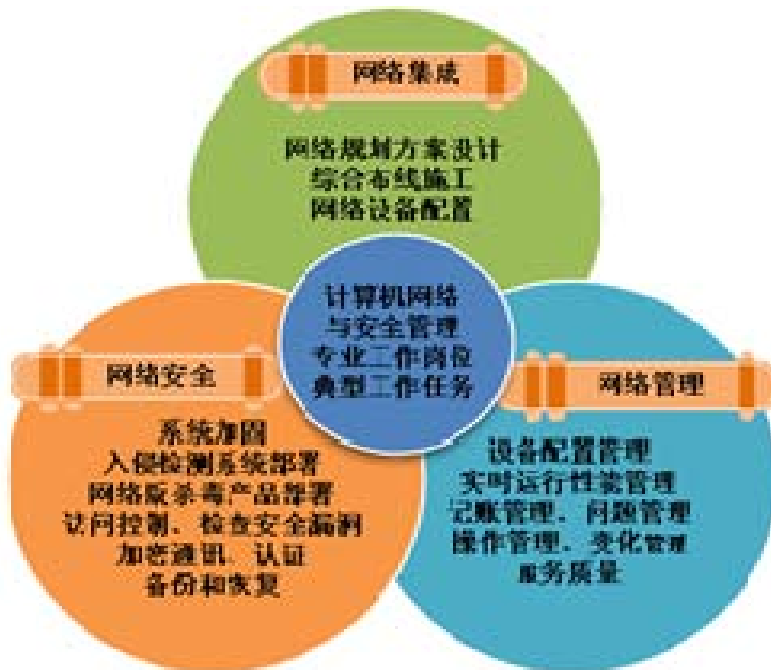 网络集成
网络规划方案设计
综合布线施工
网络设备配置
计算机网络
与安全管理
专业工作岗位
典型工作任务
网络安全
系统加固
入侵检测系统部署
网络版杀毒产品部署
访问控制、检查安全漏洞
加密通讯、认证
备份和恢复
网络管理
设备配置管理
实时运行性能管理
记账管理、问题管理
操作管理、变化管理
服务质量